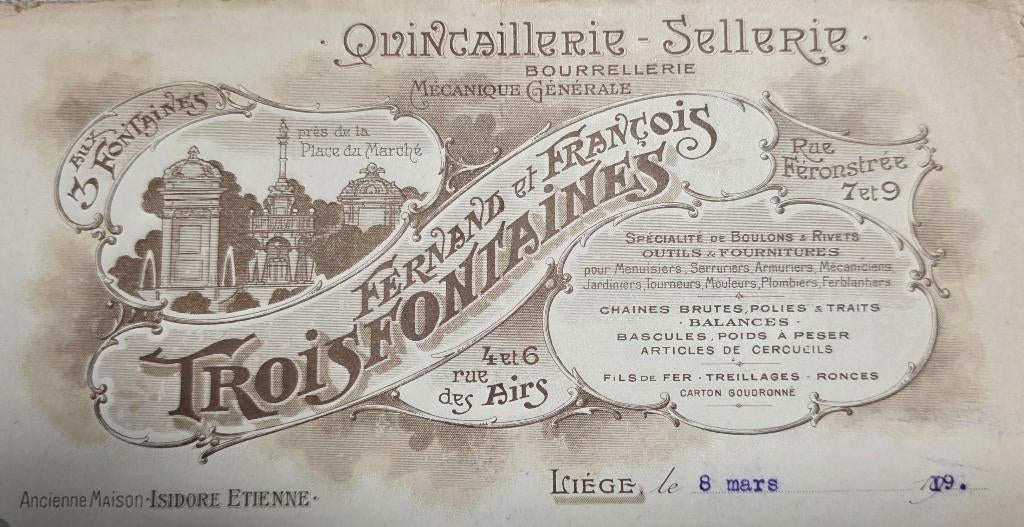 · Quincaillerie - Sellerie ·
BOURRELLERIE
MÉCANIQUE GÉNÉRALE
AUX
3 FONTAINES
près de la
Place du Marché
FERNAND et FRANÇOIS
TROISFONTAINES
Rue
Féronstrée
7 et 9
4 et 6
rue
des Airs
SPÉCIALITÉ DE BOULONS & RIVETS
OUTILS & FOURNITURES
pour Menuisiers, Serruriers, Armuriers, Mécaniciens,
Jardiniers, Tourneurs, Mouleurs, Plombiers, Ferblantiers
CHAINES BRUTES, POLIES & TRAITS
· BALANCES ·
BASCULES, POIDS À PESER
ARTICLES DE CERCUEILS
FILS DE FER · TREILLAGES · RONCES
CARTON GOUDRONNÉ
Ancienne Maison · ISIDORE ETIENNE ·
LIÉGE, le 8 mars 19.